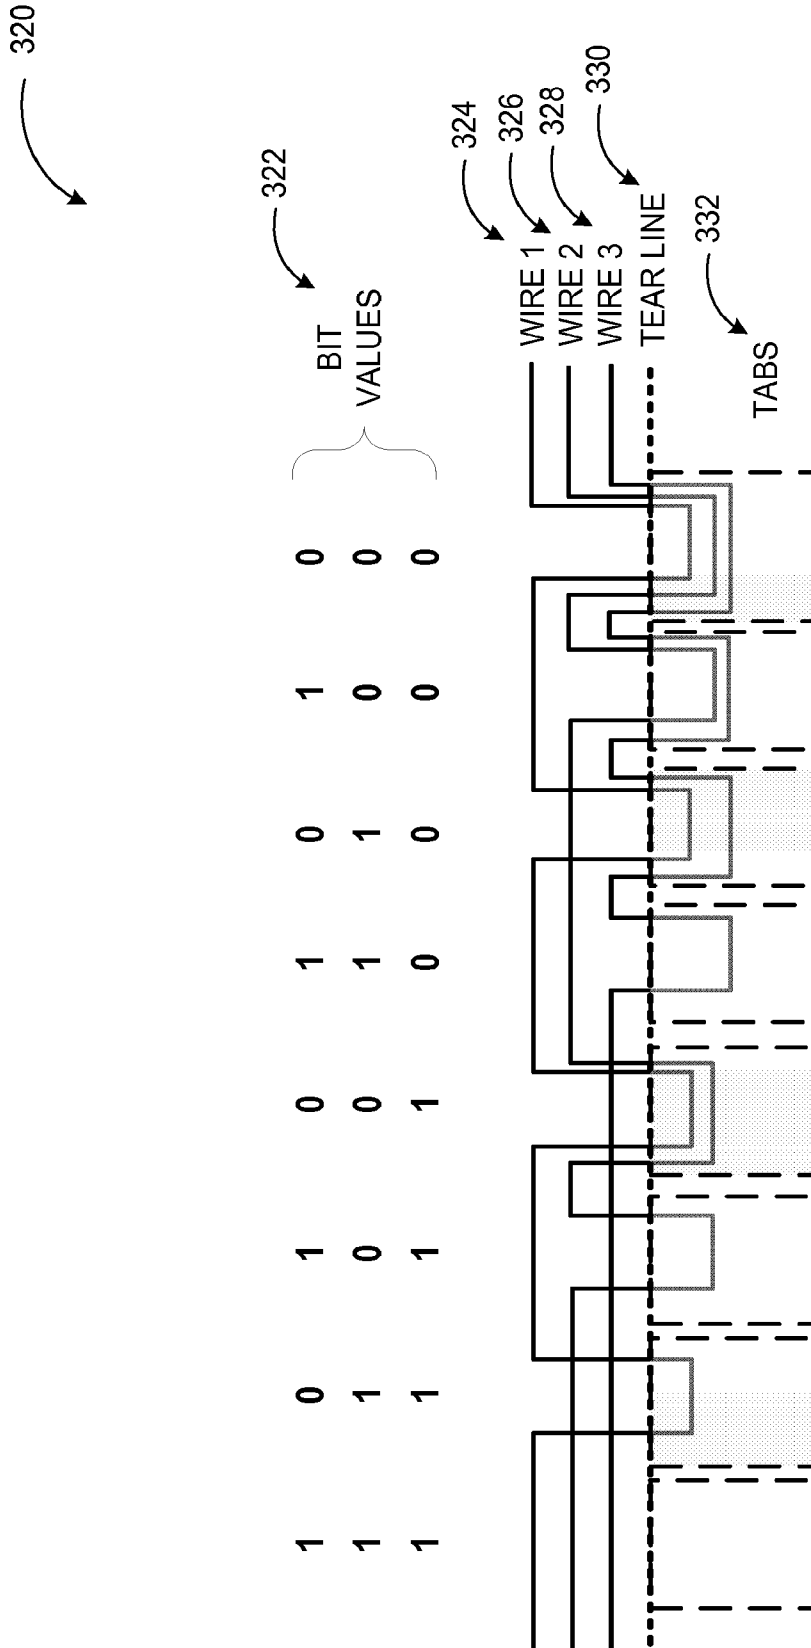 320
322
1 0 1 0 1 0 1 0
BIT
1 1 0 0 1 1 0 0
VALUES
1 1 1 1 0 0 0 0
324
WIRE 1
326
WIRE 2
328
WIRE 3
330
TEAR LINE
332
TABS